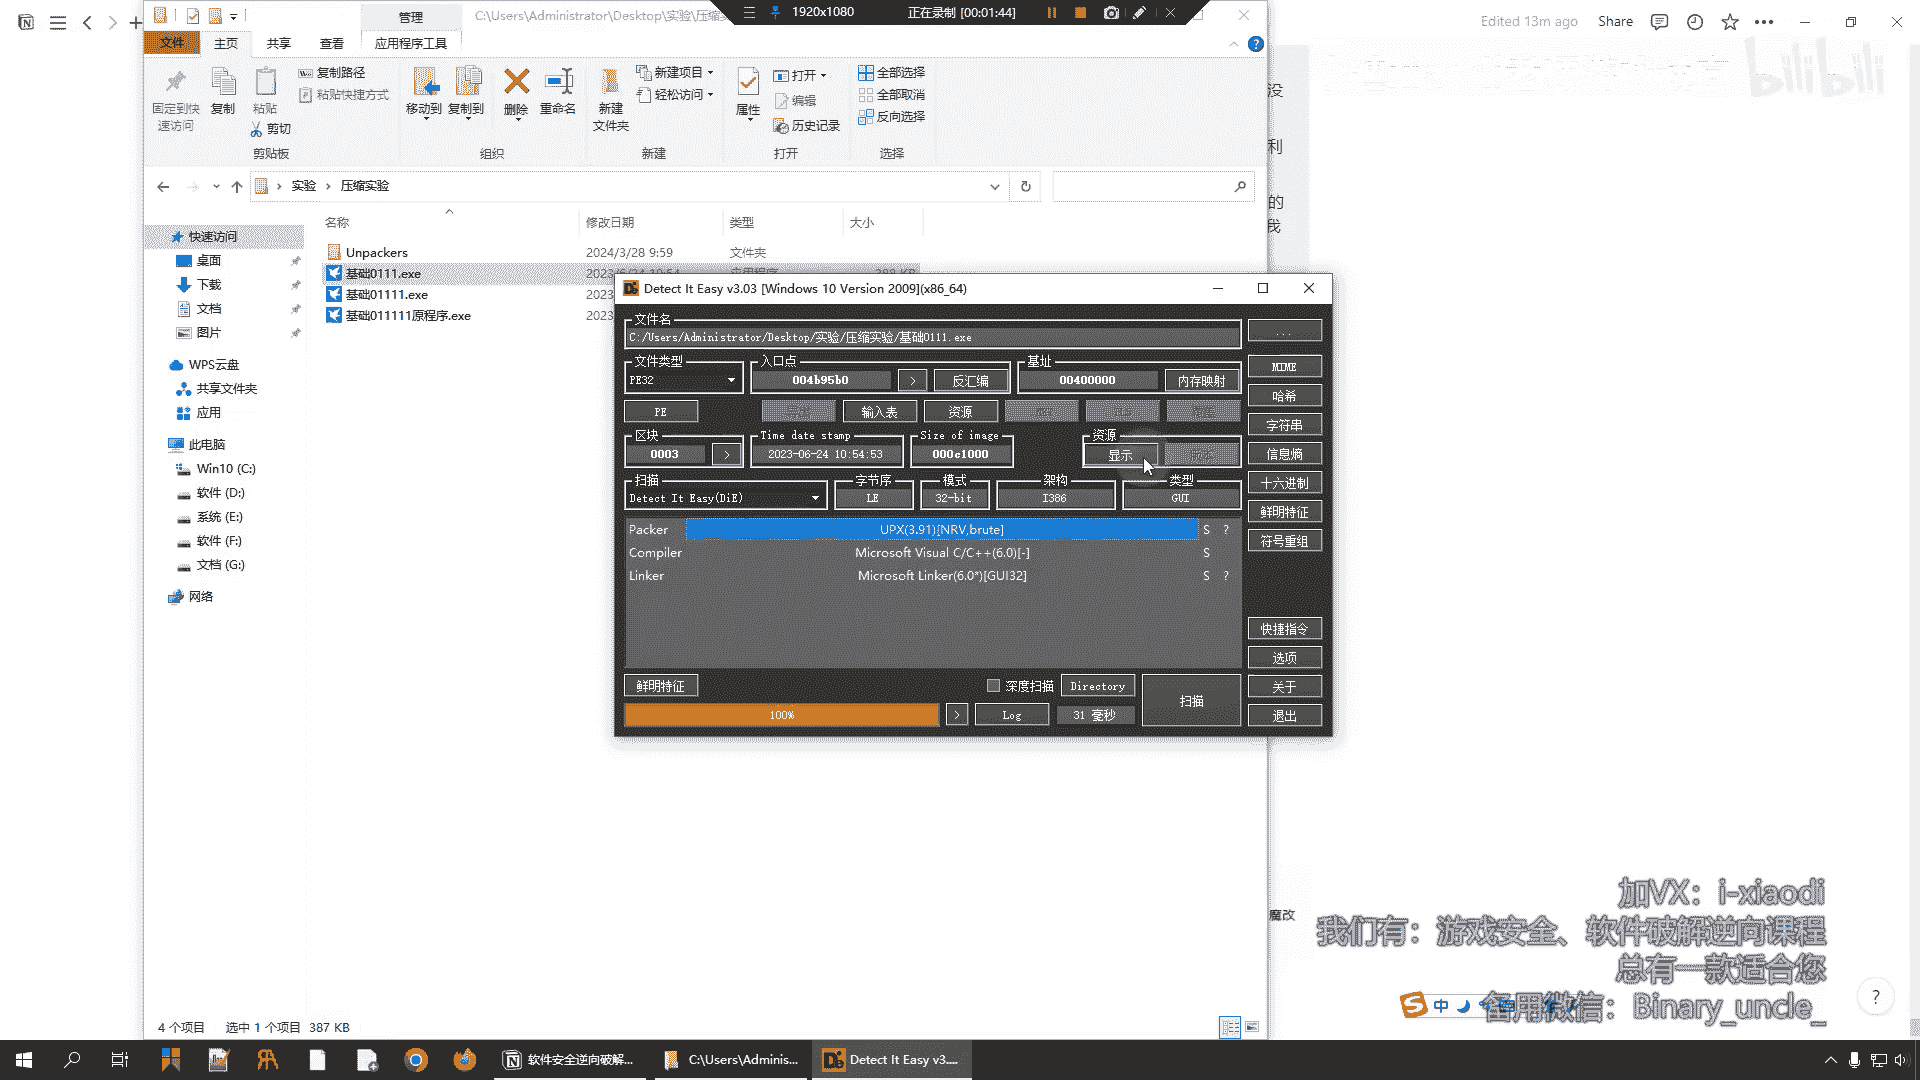 管理
C:\Users\Administrator\Desktop\实验\压缩实
1920x1080
正在录制 [00:01:44]
Edited 13m ago
Share
文件
主页
共享
查看
应用程序工具
固定到快
速访问
复制
粘贴
复制路径
粘贴快捷方式
剪切
剪贴板
移动到
复制到
删除
重命名
组织
新建
文件夹
新建项目
轻松访问
新建
属性
打开
编辑
历史记录
打开
全部选择
全部取消
反向选择
选择
没
利
的
我
实验
压缩实验
名称
修改日期
类型
大小
快速访问
桌面
下载
文档
图片
WPS云盘
共享文件夹
应用
此电脑
Win10 (C:)
软件 (D:)
系统 (E:)
软件 (F:)
文档 (G:)
网络
Unpackers
2024/3/28 9:59
文件夹
基础0111.exe
基础01111.exe
2023
基础011111原程序.exe
2023
Detect It Easy v3.03 [Windows 10 Version 2009](x86_64)
文件名
C:/Users/Administrator/Desktop/实验/压缩实验/基础0111.exe
...
文件类型
PE32
入口点
004b95b0
>
反汇编
基址
00400000
内存映射
MIME
PE
输入表
资源
哈希
区块
0003
>
Time date stamp
2023-06-24 10:54:53
Size of image
000c1000
资源
显示
字符串
信息熵
扫描
Detect It Easy(DiE)
字节序
LE
模式
32-bit
架构
I386
类型
GUI
十六进制
鲜明特征
符号重组
Packer
UPX(3.91)[NRV,brute]
S ?
Compiler
Microsoft Visual C/C++(6.0)[-]
S
Linker
Microsoft Linker(6.0*)[GUI32]
S ?
快捷指令
选项
关于
退出
鲜明特征
深度扫描
Directory
扫描
100%
>
Log
31 毫秒
魔改
加VX：i-xiaodi
我们有：游戏安全、软件破解逆向课程
总有一款适合您
备用微信：Binary_uncle_
中
?
4 个项目
选中 1 个项目 387 KB
软件安全逆向破解...
C:\Users\Adminis...
Detect It Easy v3....
bilibili